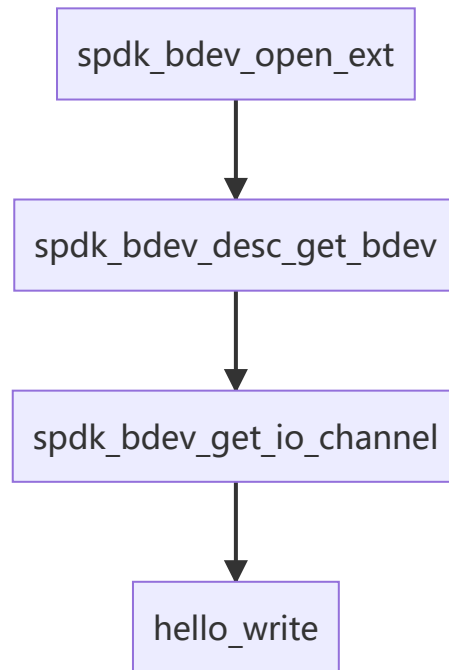 spdk_bdev_open_ext
spdk_bdev_desc_get_bdev
spdk_bdev_get_io_channel
hello_write